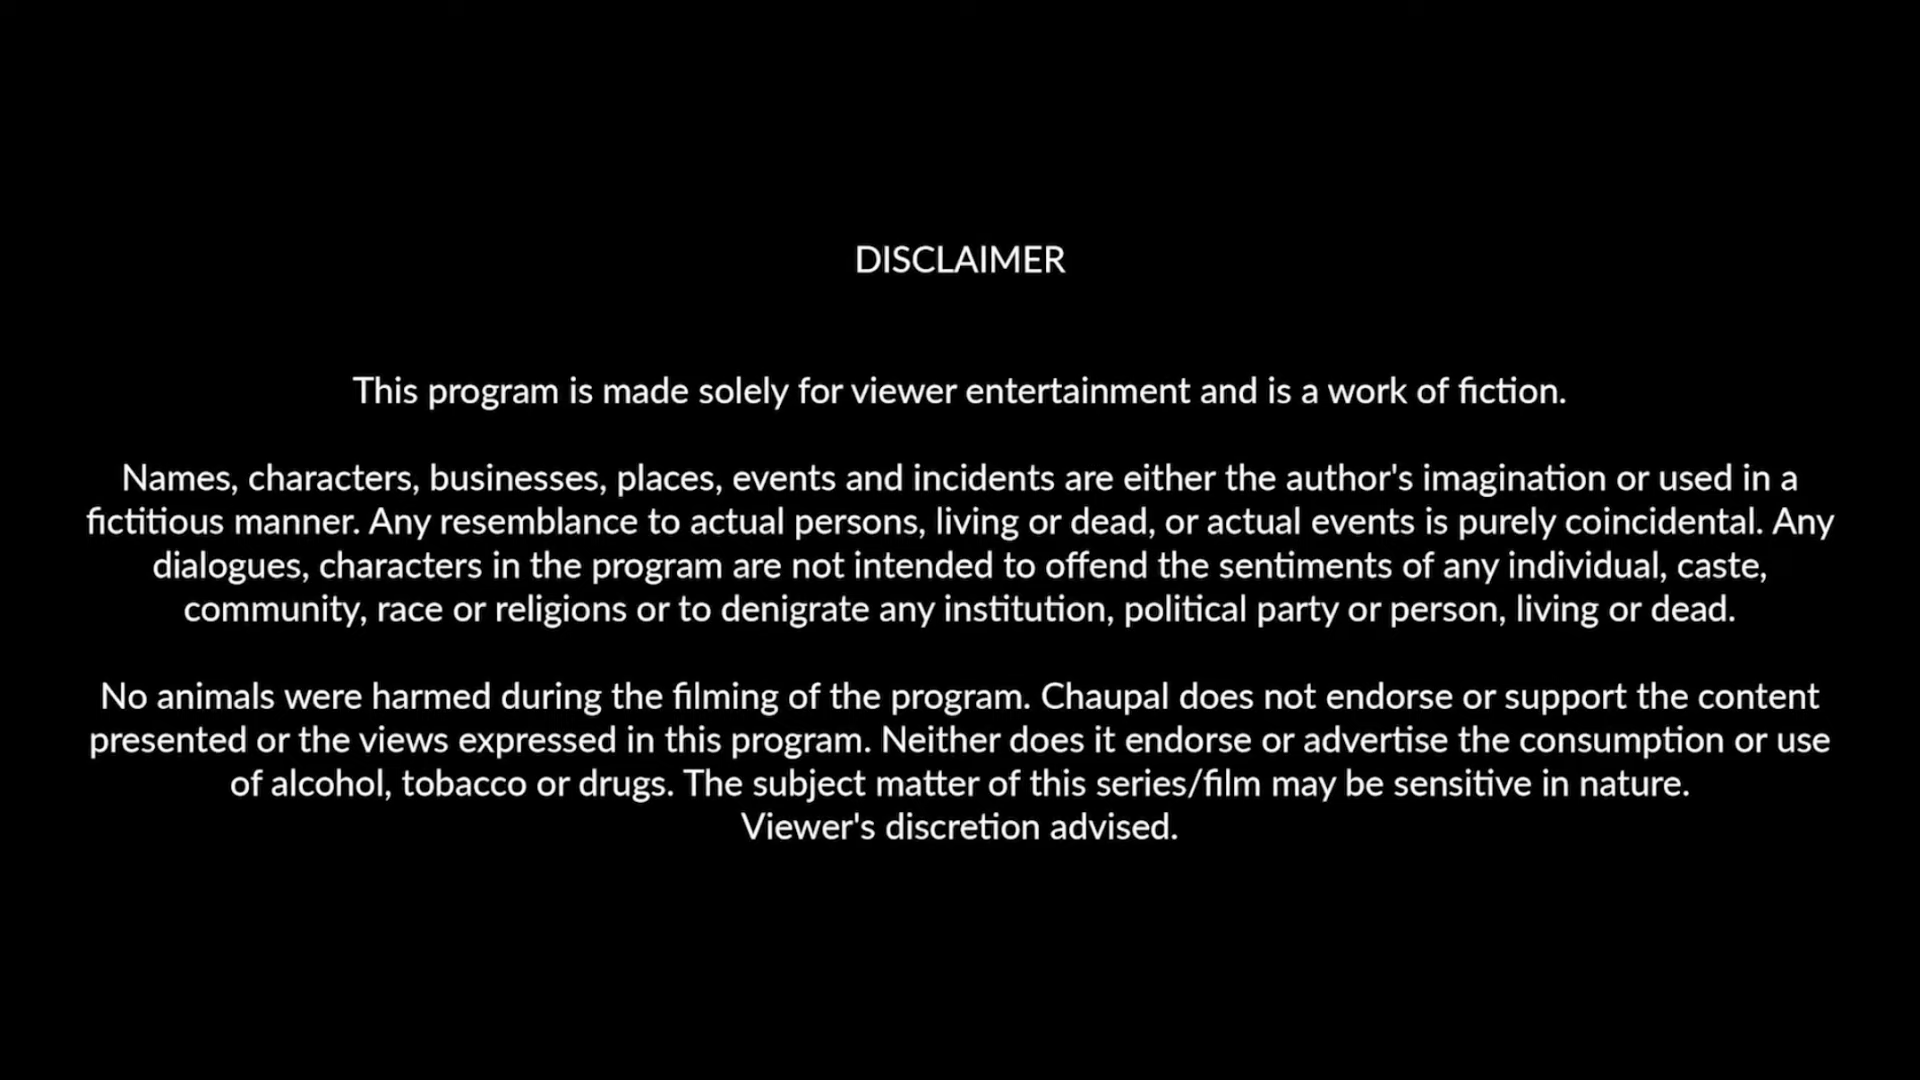 DISCLAIMER
This program is made solely for viewer entertainment and is a work of fiction.
Names, characters, businesses, places, events and incidents are either the author's imagination or used in a
fictitious manner. Any resemblance to actual persons, living or dead, or actual events is purely coincidental. Any
dialogues, characters in the program are not intended to offend the sentiments of any individual, caste,
community, race or religions or to denigrate any institution, political party or person, living or dead.
No animals were harmed during the filming of the program. Chaupal does not endorse or support the content
presented or the views expressed in this program. Neither does it endorse or advertise the consumption or use
of alcohol, tobacco or drugs. The subject matter of this series/film may be sensitive in nature.
Viewer's discretion advised.